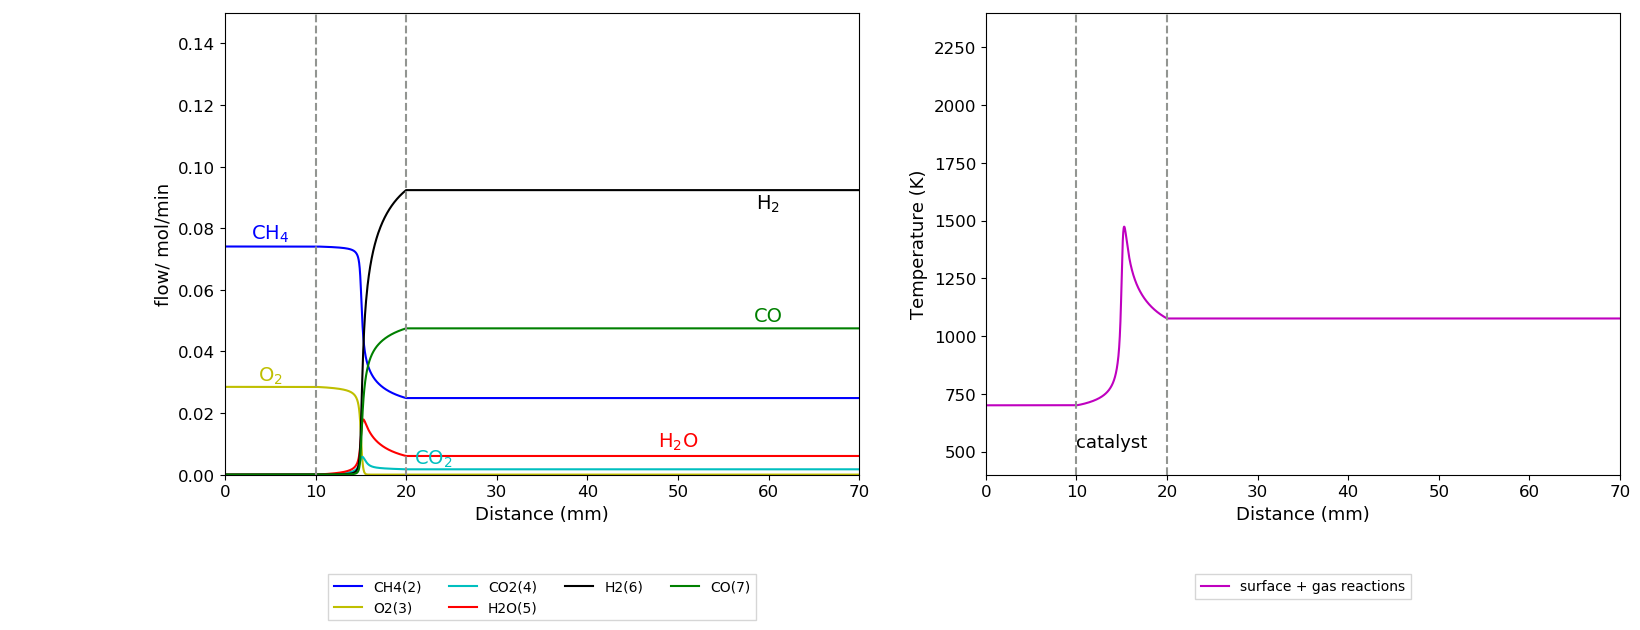 0.14
0.12
0.10
0.08
0.06
0.04
0.02
0.00
flow/ mol/min
CH₄
O₂
H₂
CO
H₂O
CO₂
0 10 20 30 40 50 60 70
Distance (mm)
CH4(2) CO2(4) H2(6) CO(7)
O2(3) H2O(5)
2250
2000
1750
1500
1250
1000
750
500
Temperature (K)
catalyst
0 10 20 30 40 50 60 70
Distance (mm)
surface + gas reactions